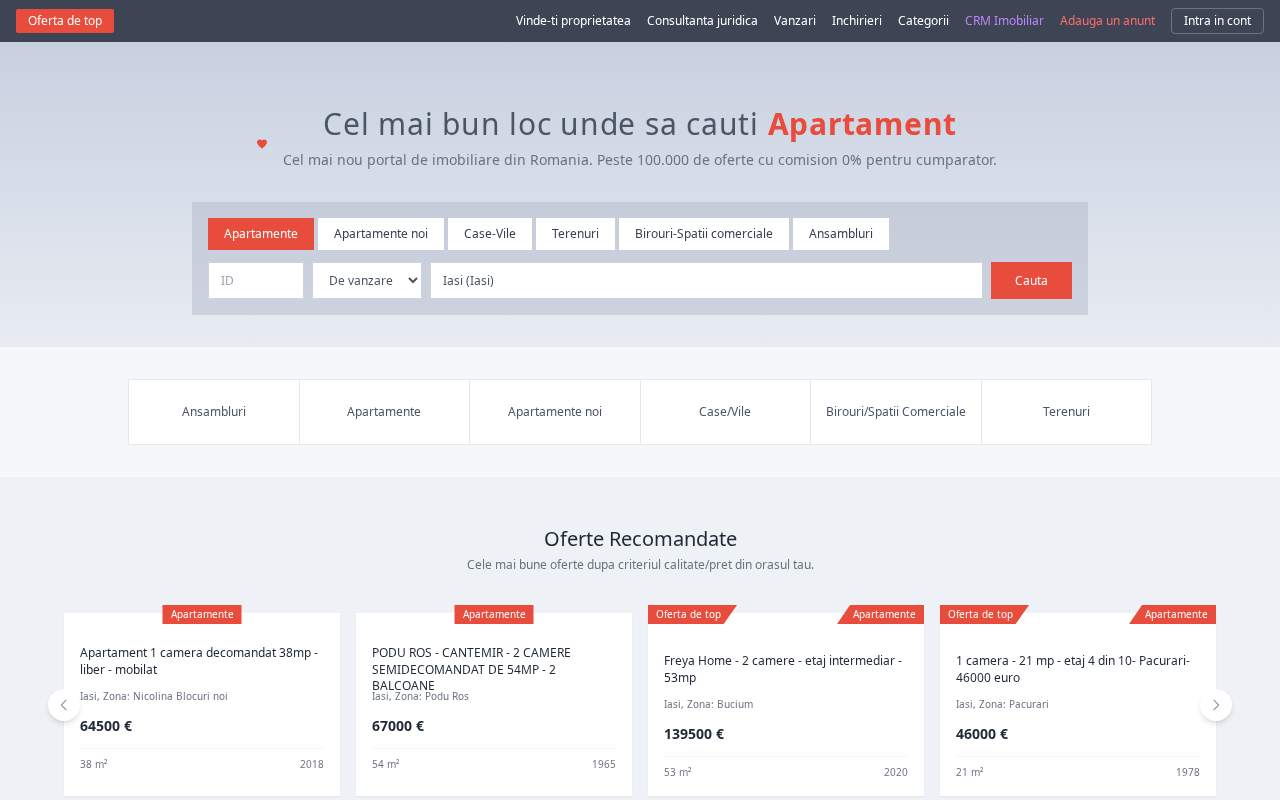 Oferta de top
Vinde-ti proprietatea
Consultanta juridica
Vanzari
Inchirieri
Categorii
CRM Imobiliar
Adauga un anunt
Intra in cont
Cel mai bun loc unde sa cauti Apartament
Cel mai nou portal de imobiliare din Romania. Peste 100.000 de oferte cu comision 0% pentru cumparator.
Apartamente
Apartamente noi
Case-Vile
Terenuri
Birouri-Spatii comerciale
Ansambluri
ID
De vanzare
Iasi (Iasi)
Cauta
Ansambluri
Apartamente
Apartamente noi
Case/Vile
Birouri/Spatii Comerciale
Terenuri
Oferte Recomandate
Cele mai bune oferte dupa criteriul calitate/pret din orasul tau.
Apartamente
Apartament 1 camera decomandat 38mp -
liber - mobilat
Iasi, Zona: Nicolina Blocuri noi
64500 €
38 m²
2018
Apartamente
PODU ROS - CANTEMIR - 2 CAMERE
SEMIDECOMANDAT DE 54MP - 2
BALCOANE
Iasi, Zona: Podu Ros
67000 €
54 m²
1965
Oferta de top
Apartamente
Freya Home - 2 camere - etaj intermediar -
53mp
Iasi, Zona: Bucium
139500 €
53 m²
2020
Oferta de top
Apartamente
1 camera - 21 mp - etaj 4 din 10- Pacurari-
46000 euro
Iasi, Zona: Pacurari
46000 €
21 m²
1978